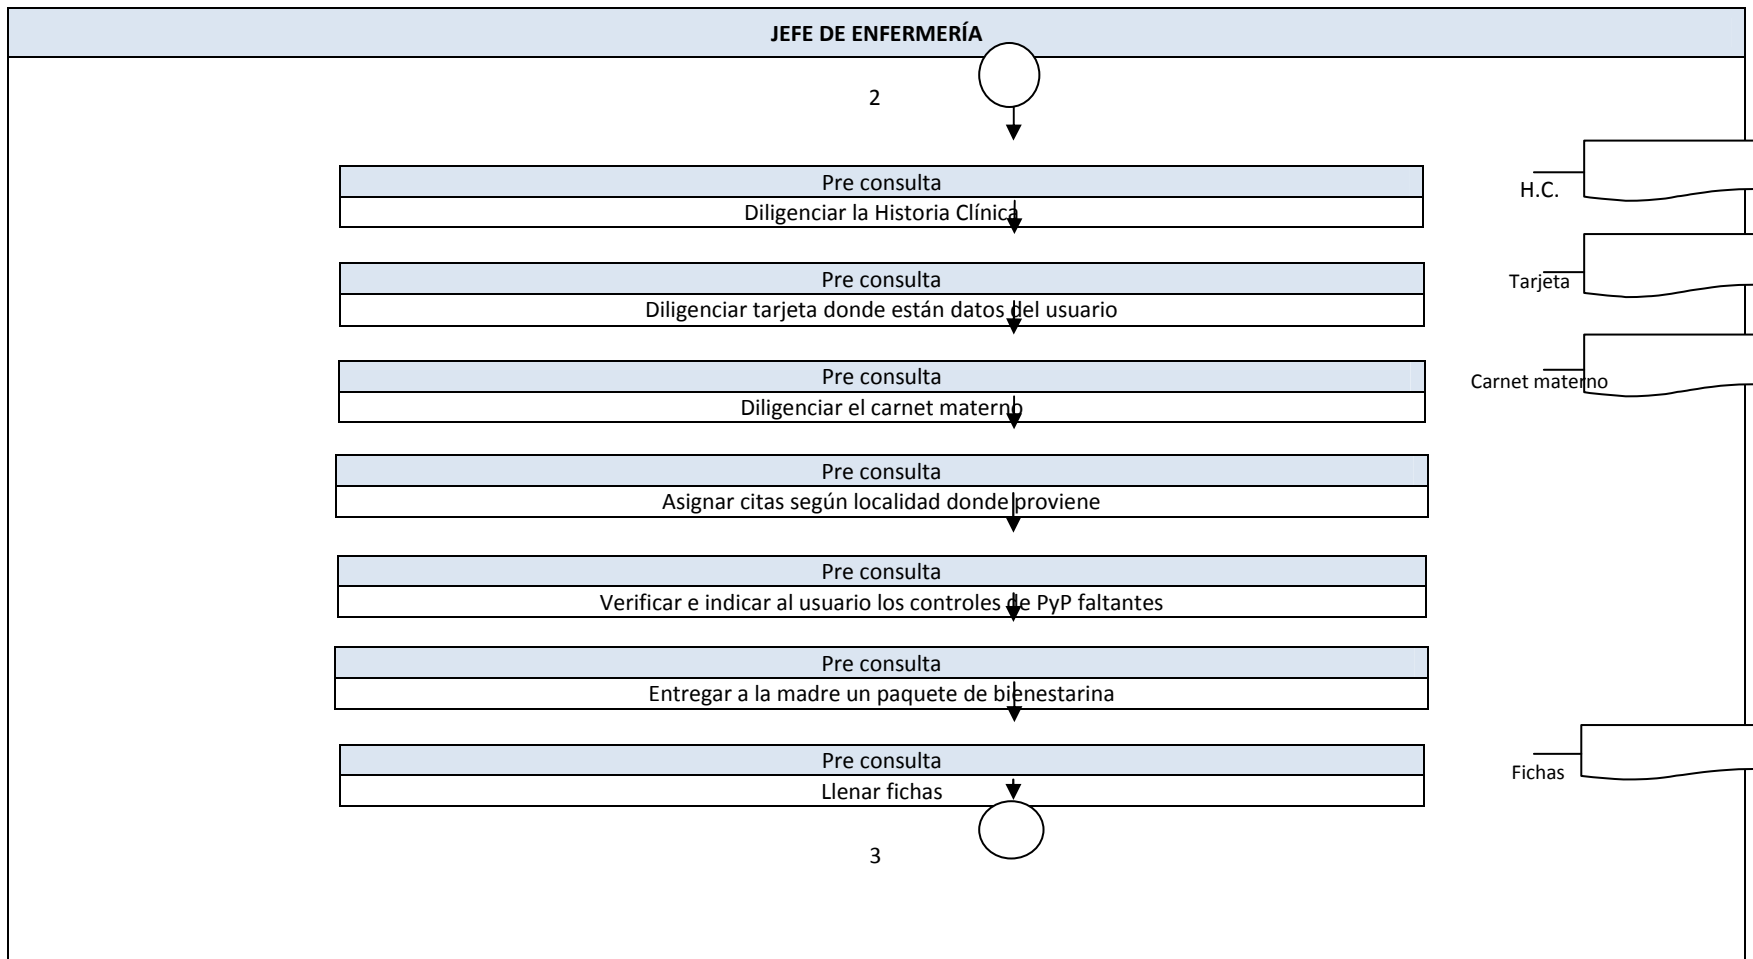 JEFE DE ENFERMERÍA
2
Pre consulta
Diligenciar la Historia Clínica
H.C.
Pre consulta
Diligenciar tarjeta donde están datos del usuario
Tarjeta
Pre consulta
Diligenciar el carnet materno
Carnet materno
Pre consulta
Asignar citas según localidad donde proviene
Pre consulta
Verificar e indicar al usuario los controles de PyP faltantes
Pre consulta
Entregar a la madre un paquete de bienestarina
Pre consulta
Llenar fichas
Fichas
3